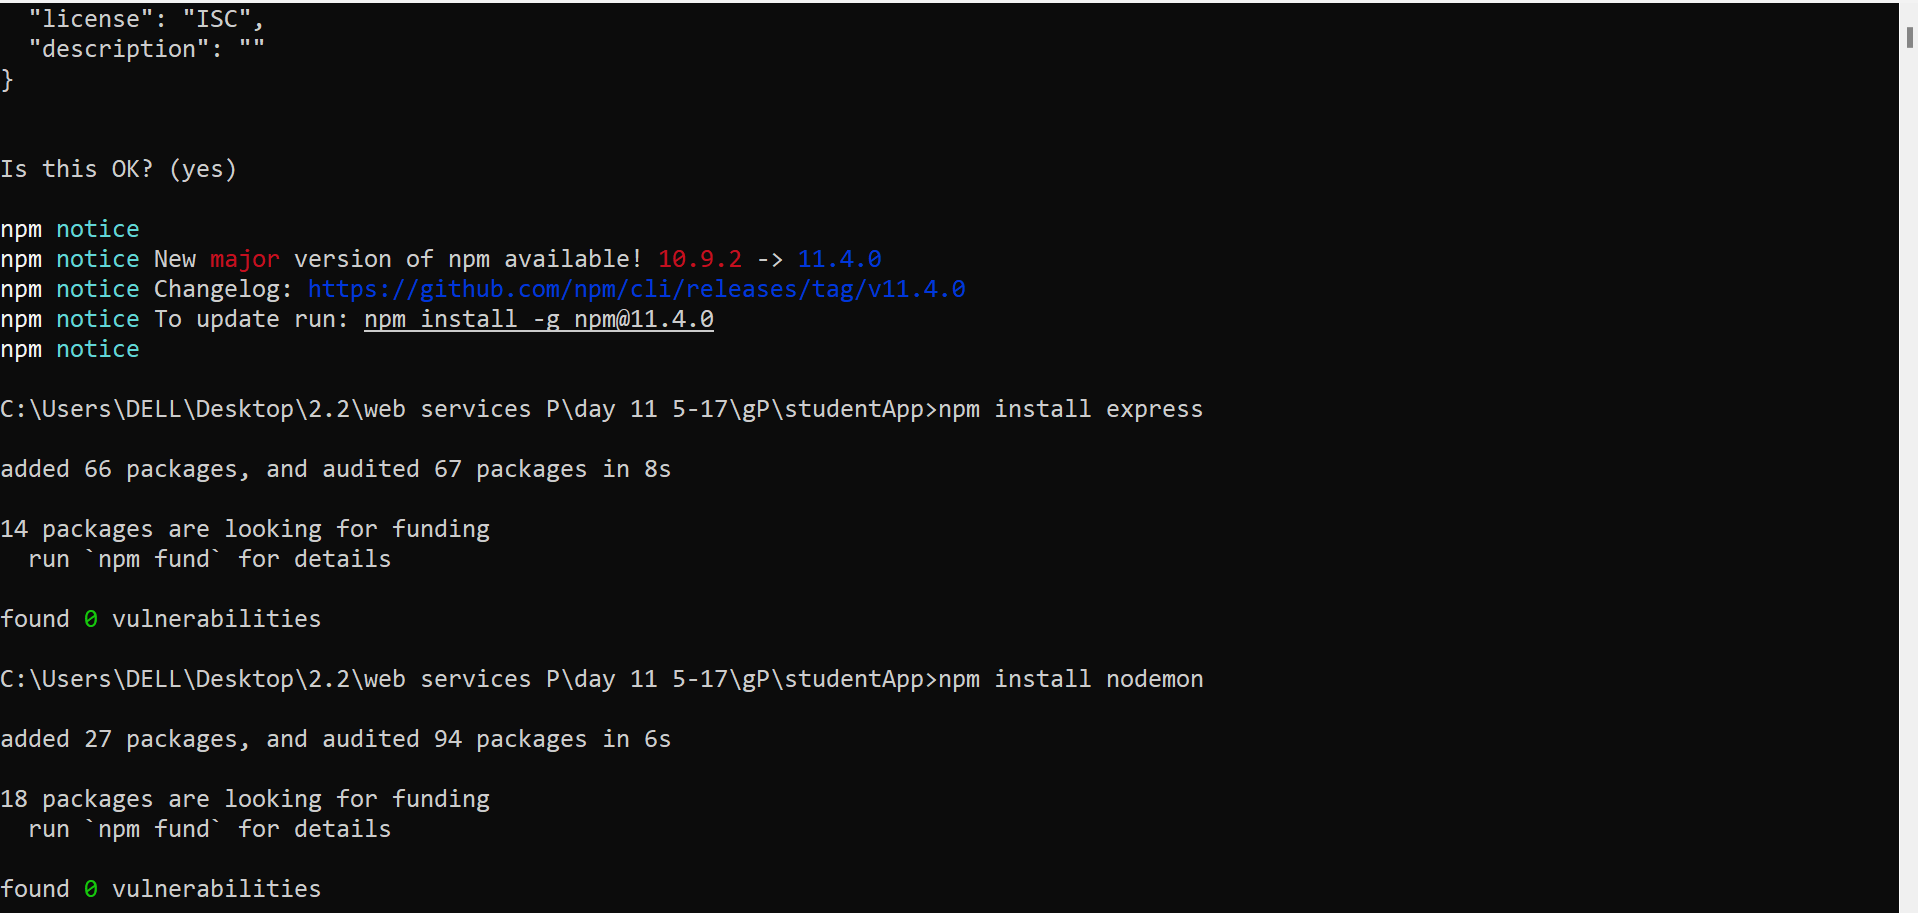 "license": "ISC",
  "description": ""
}
Is this OK? (yes)
npm notice
npm notice New major version of npm available! 10.9.2 -> 11.4.0
npm notice Changelog: https://github.com/npm/cli/releases/tag/v11.4.0
npm notice To update run: npm install -g npm@11.4.0
npm notice
C:\Users\DELL\Desktop\2.2\web services P\day 11 5-17\gP\studentApp>npm install express
added 66 packages, and audited 67 packages in 8s
14 packages are looking for funding
  run `npm fund` for details
found 0 vulnerabilities
C:\Users\DELL\Desktop\2.2\web services P\day 11 5-17\gP\studentApp>npm install nodemon
added 27 packages, and audited 94 packages in 6s
18 packages are looking for funding
  run `npm fund` for details
found 0 vulnerabilities